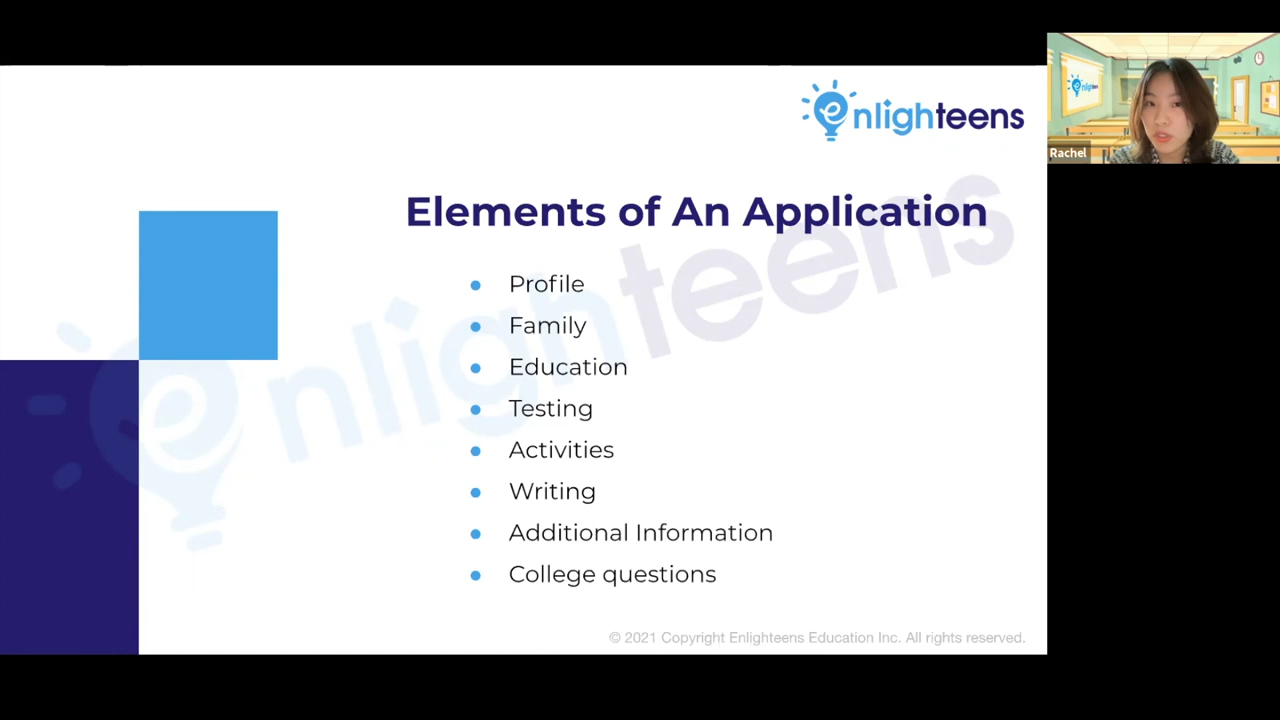 enlighteens
Rachel
Elements of An Application
Profile
Family
Education
Testing
Activities
Writing
Additional Information
College questions
© 2021 Copyright Enlighteens Education Inc. All rights reserved.
enlighteens